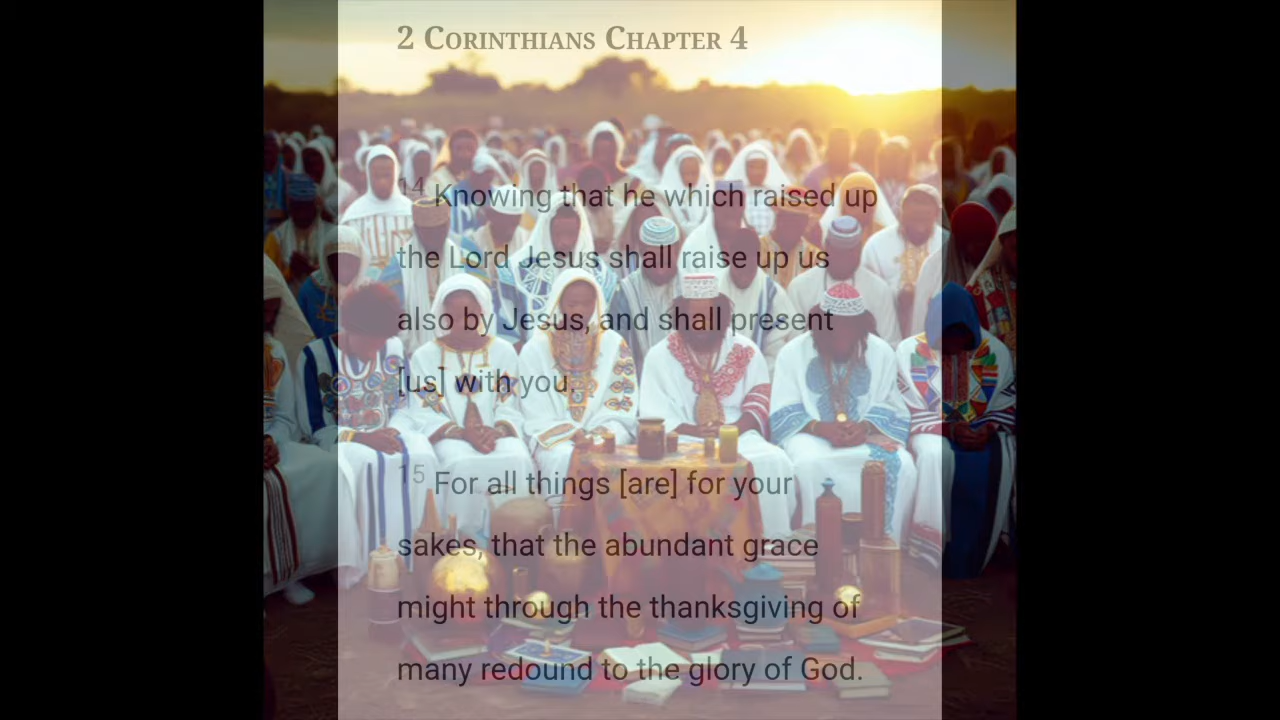 2 Corinthians Chapter 4
14 Knowing that he which raised up
the Lord Jesus shall raise up us
also by Jesus, and shall present
[us] with you.
15 For all things [are] for your
sakes, that the abundant grace
might through the thanksgiving of
many redound to the glory of God.